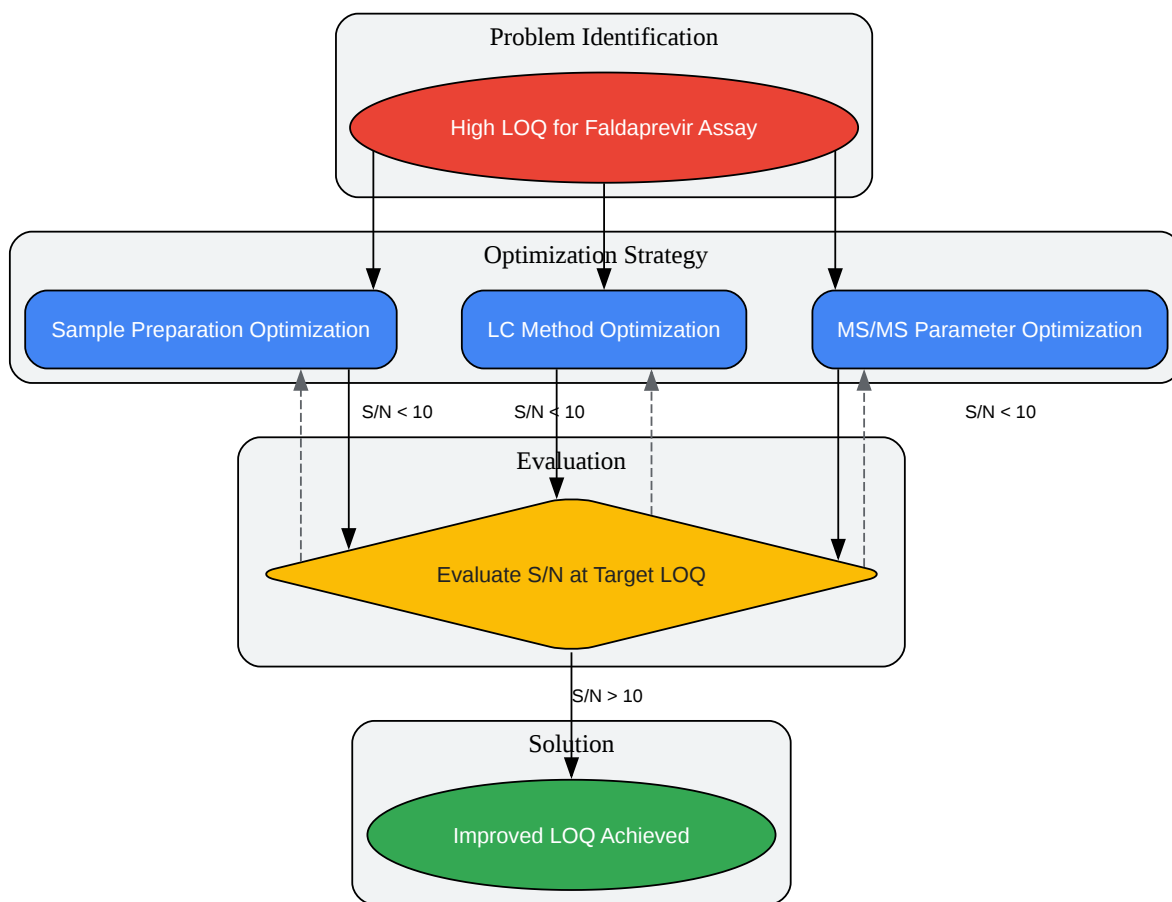 Problem Identification
High LOQ for Faldaprevir Assay
Optimization Strategy
Sample Preparation Optimization
LC Method Optimization
MS/MS Parameter Optimization
S/N < 10
S/N < 10
S/N < 10
Evaluation
Evaluate S/N at Target LOQ
S/N > 10
Solution
Improved LOQ Achieved